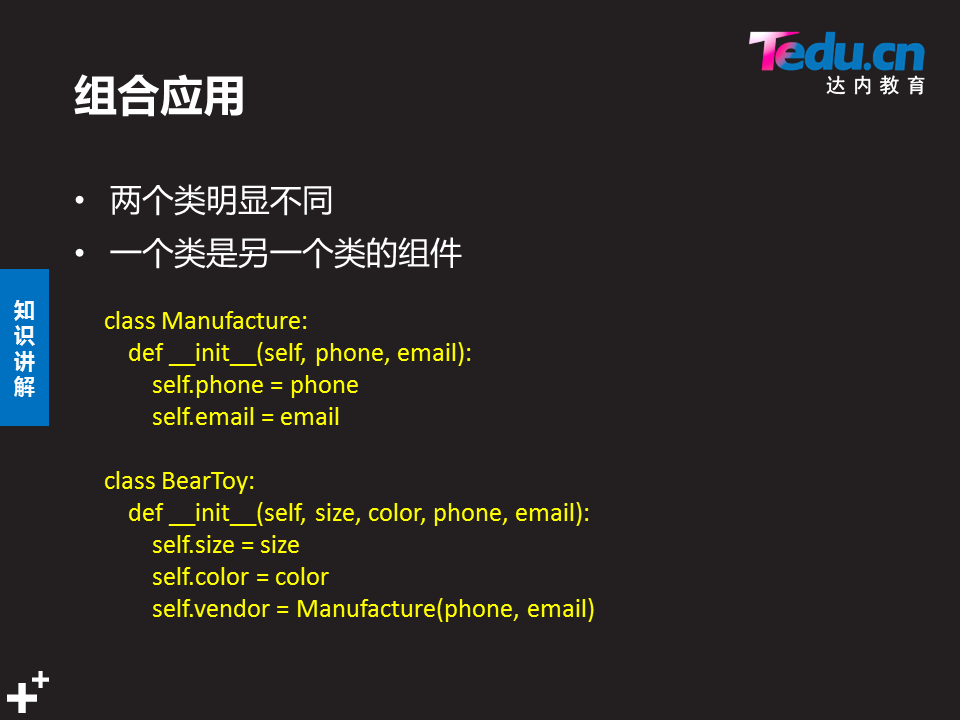 Tedu.cn
达内教育
组合应用
• 两个类明显不同
• 一个类是另一个类的组件
知识讲解
class Manufacture:
def __init__(self, phone, email):
self.phone = phone
self.email = email
class BearToy:
def __init__(self, size, color, phone, email):
self.size = size
self.color = color
self.vendor = Manufacture(phone, email)